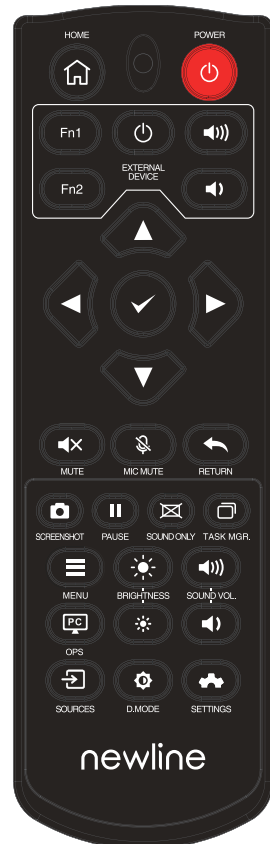 HOME POWER
Fn1
EXTERNAL
DEVICE
Fn2
MUTE MIC MUTE RETURN
SCREENSHOT PAUSE SOUND ONLY TASK MGR.
MENU BRIGHTNESS SOUND VOL.
PC
OPS
SOURCES D.MODE SETTINGS
newline